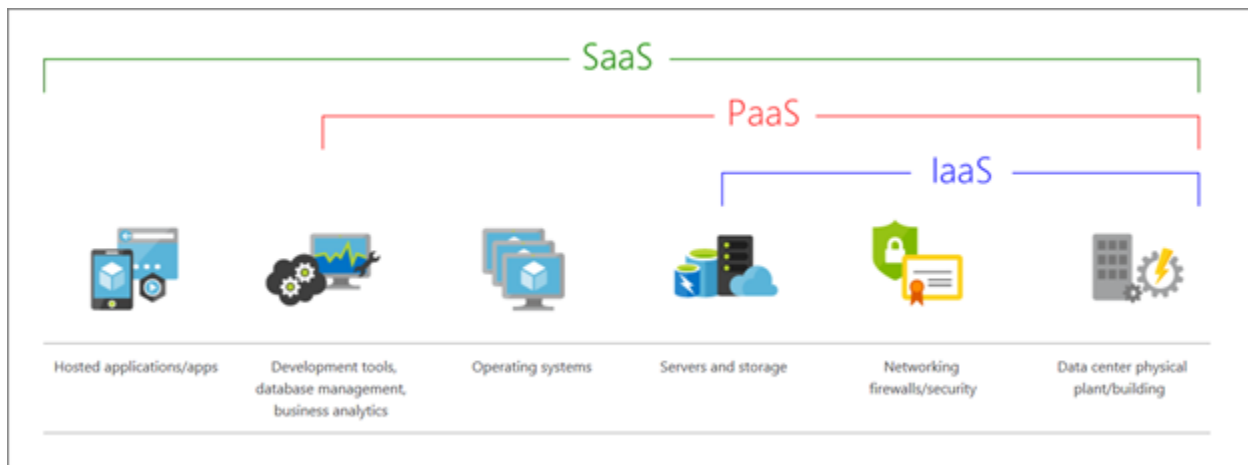 SaaS
PaaS
IaaS
Hosted applications/apps
Development tools,
database management,
business analytics
Operating systems
Servers and storage
Networking
firewalls/security
Data center physical
plant/building